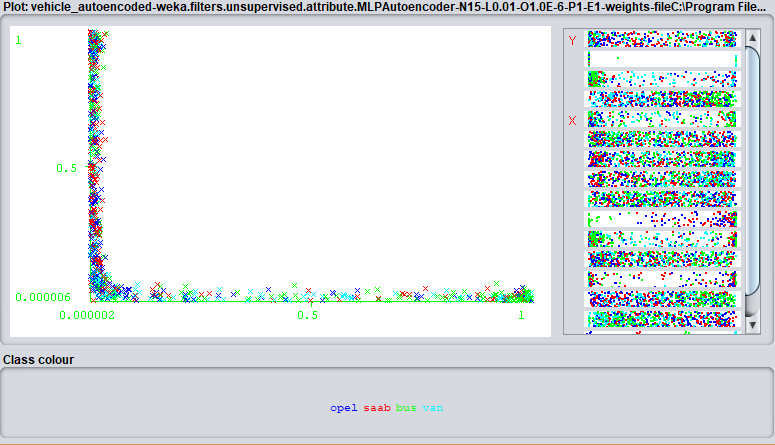 Plot: vehicle_autoencoded-weka.filters.unsupervised.attribute.MLPAutoencoder-N15-L0.01-O1.0E-6-P1-E1-weights-fileC:\Program File...
1
Y
X
0.5
0.000006
0.000002 0.5 1
Class colour
opel saab bus van